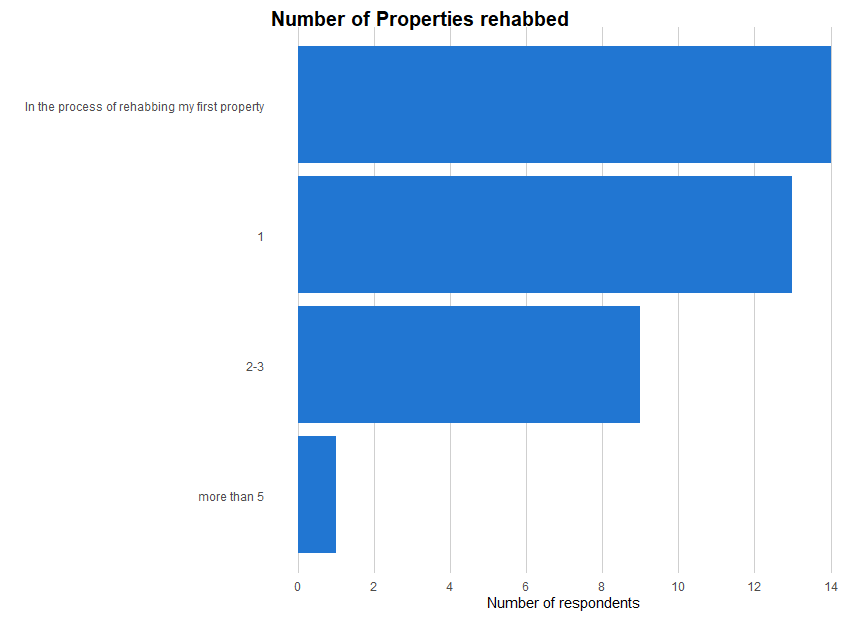 Number of Properties rehabbed
In the process of rehabbing my first property
1
2-3
more than 5
0 2 4 6 8 10 12 14
Number of respondents